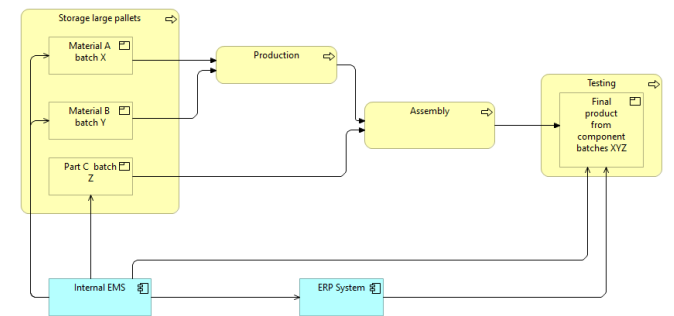 Storage large pallets
Material A
batch X
Production
Material B
batch Y
Assembly
Testing
Final
product
from
component
batches XYZ
Part C  batch
Z
Internal EMS
ERP System